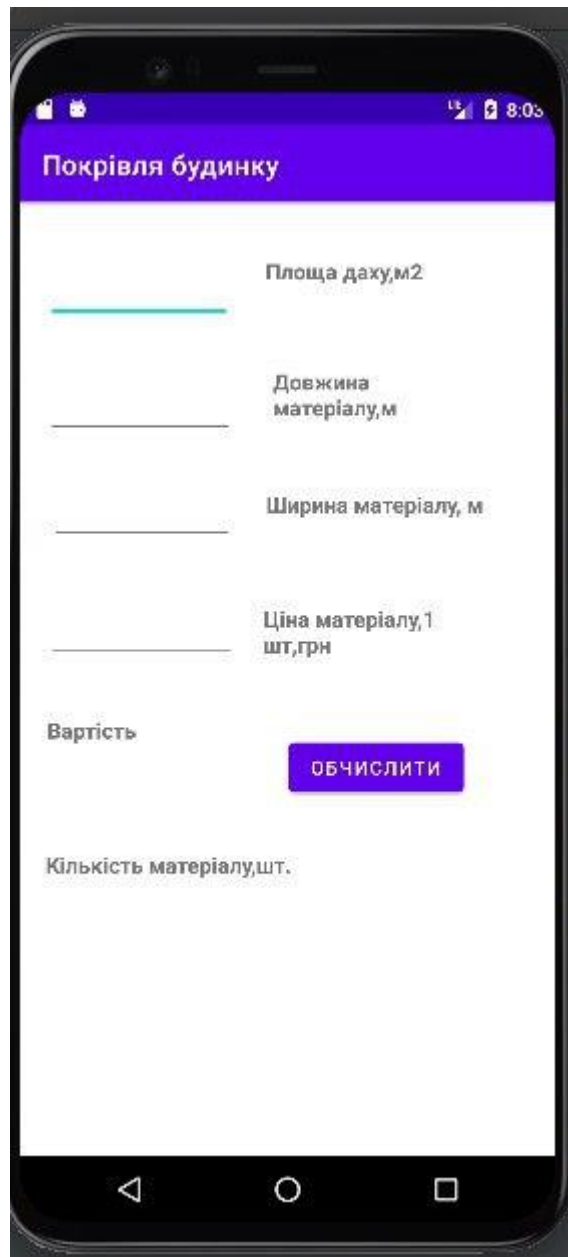 8:03
Покрівля будинку
Площа даху,м2
Довжина
матеріалу,м
Ширина матеріалу, м
Ціна матеріалу,1
шт,грн
Вартість
ОБЧИСЛИТИ
Кількість матеріалу,шт.